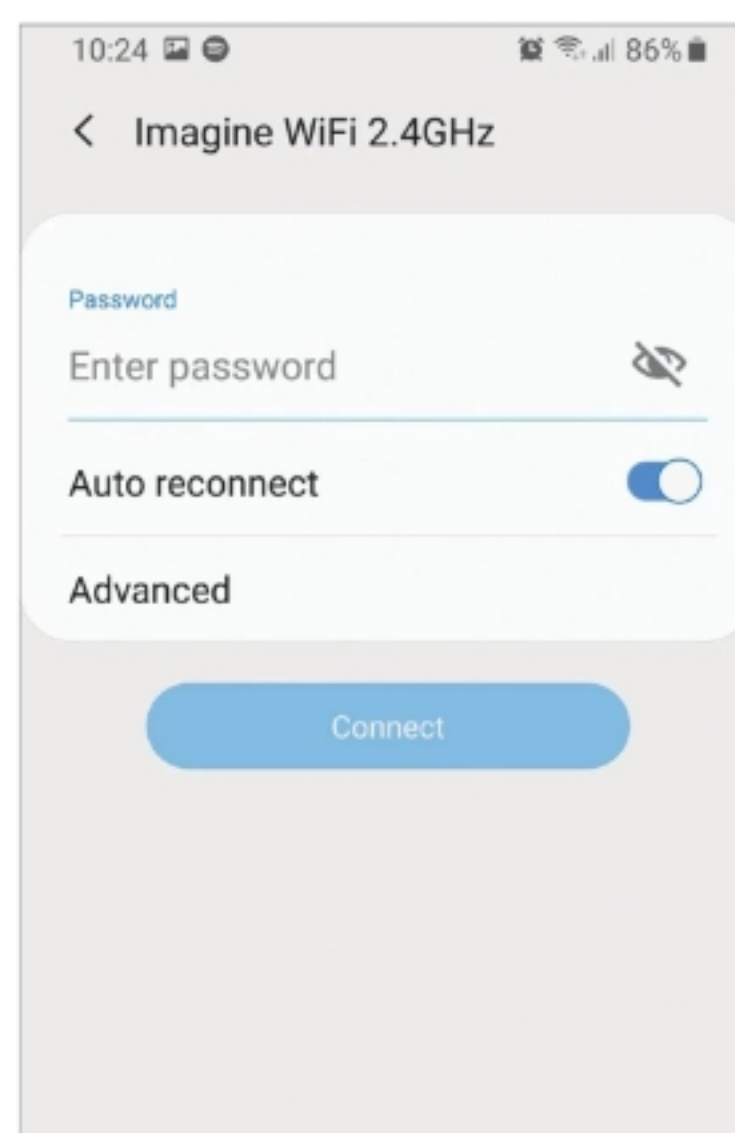 10:24 86%
Imagine WiFi 2.4GHz
Password
Enter password
Auto reconnect
Advanced
Connect